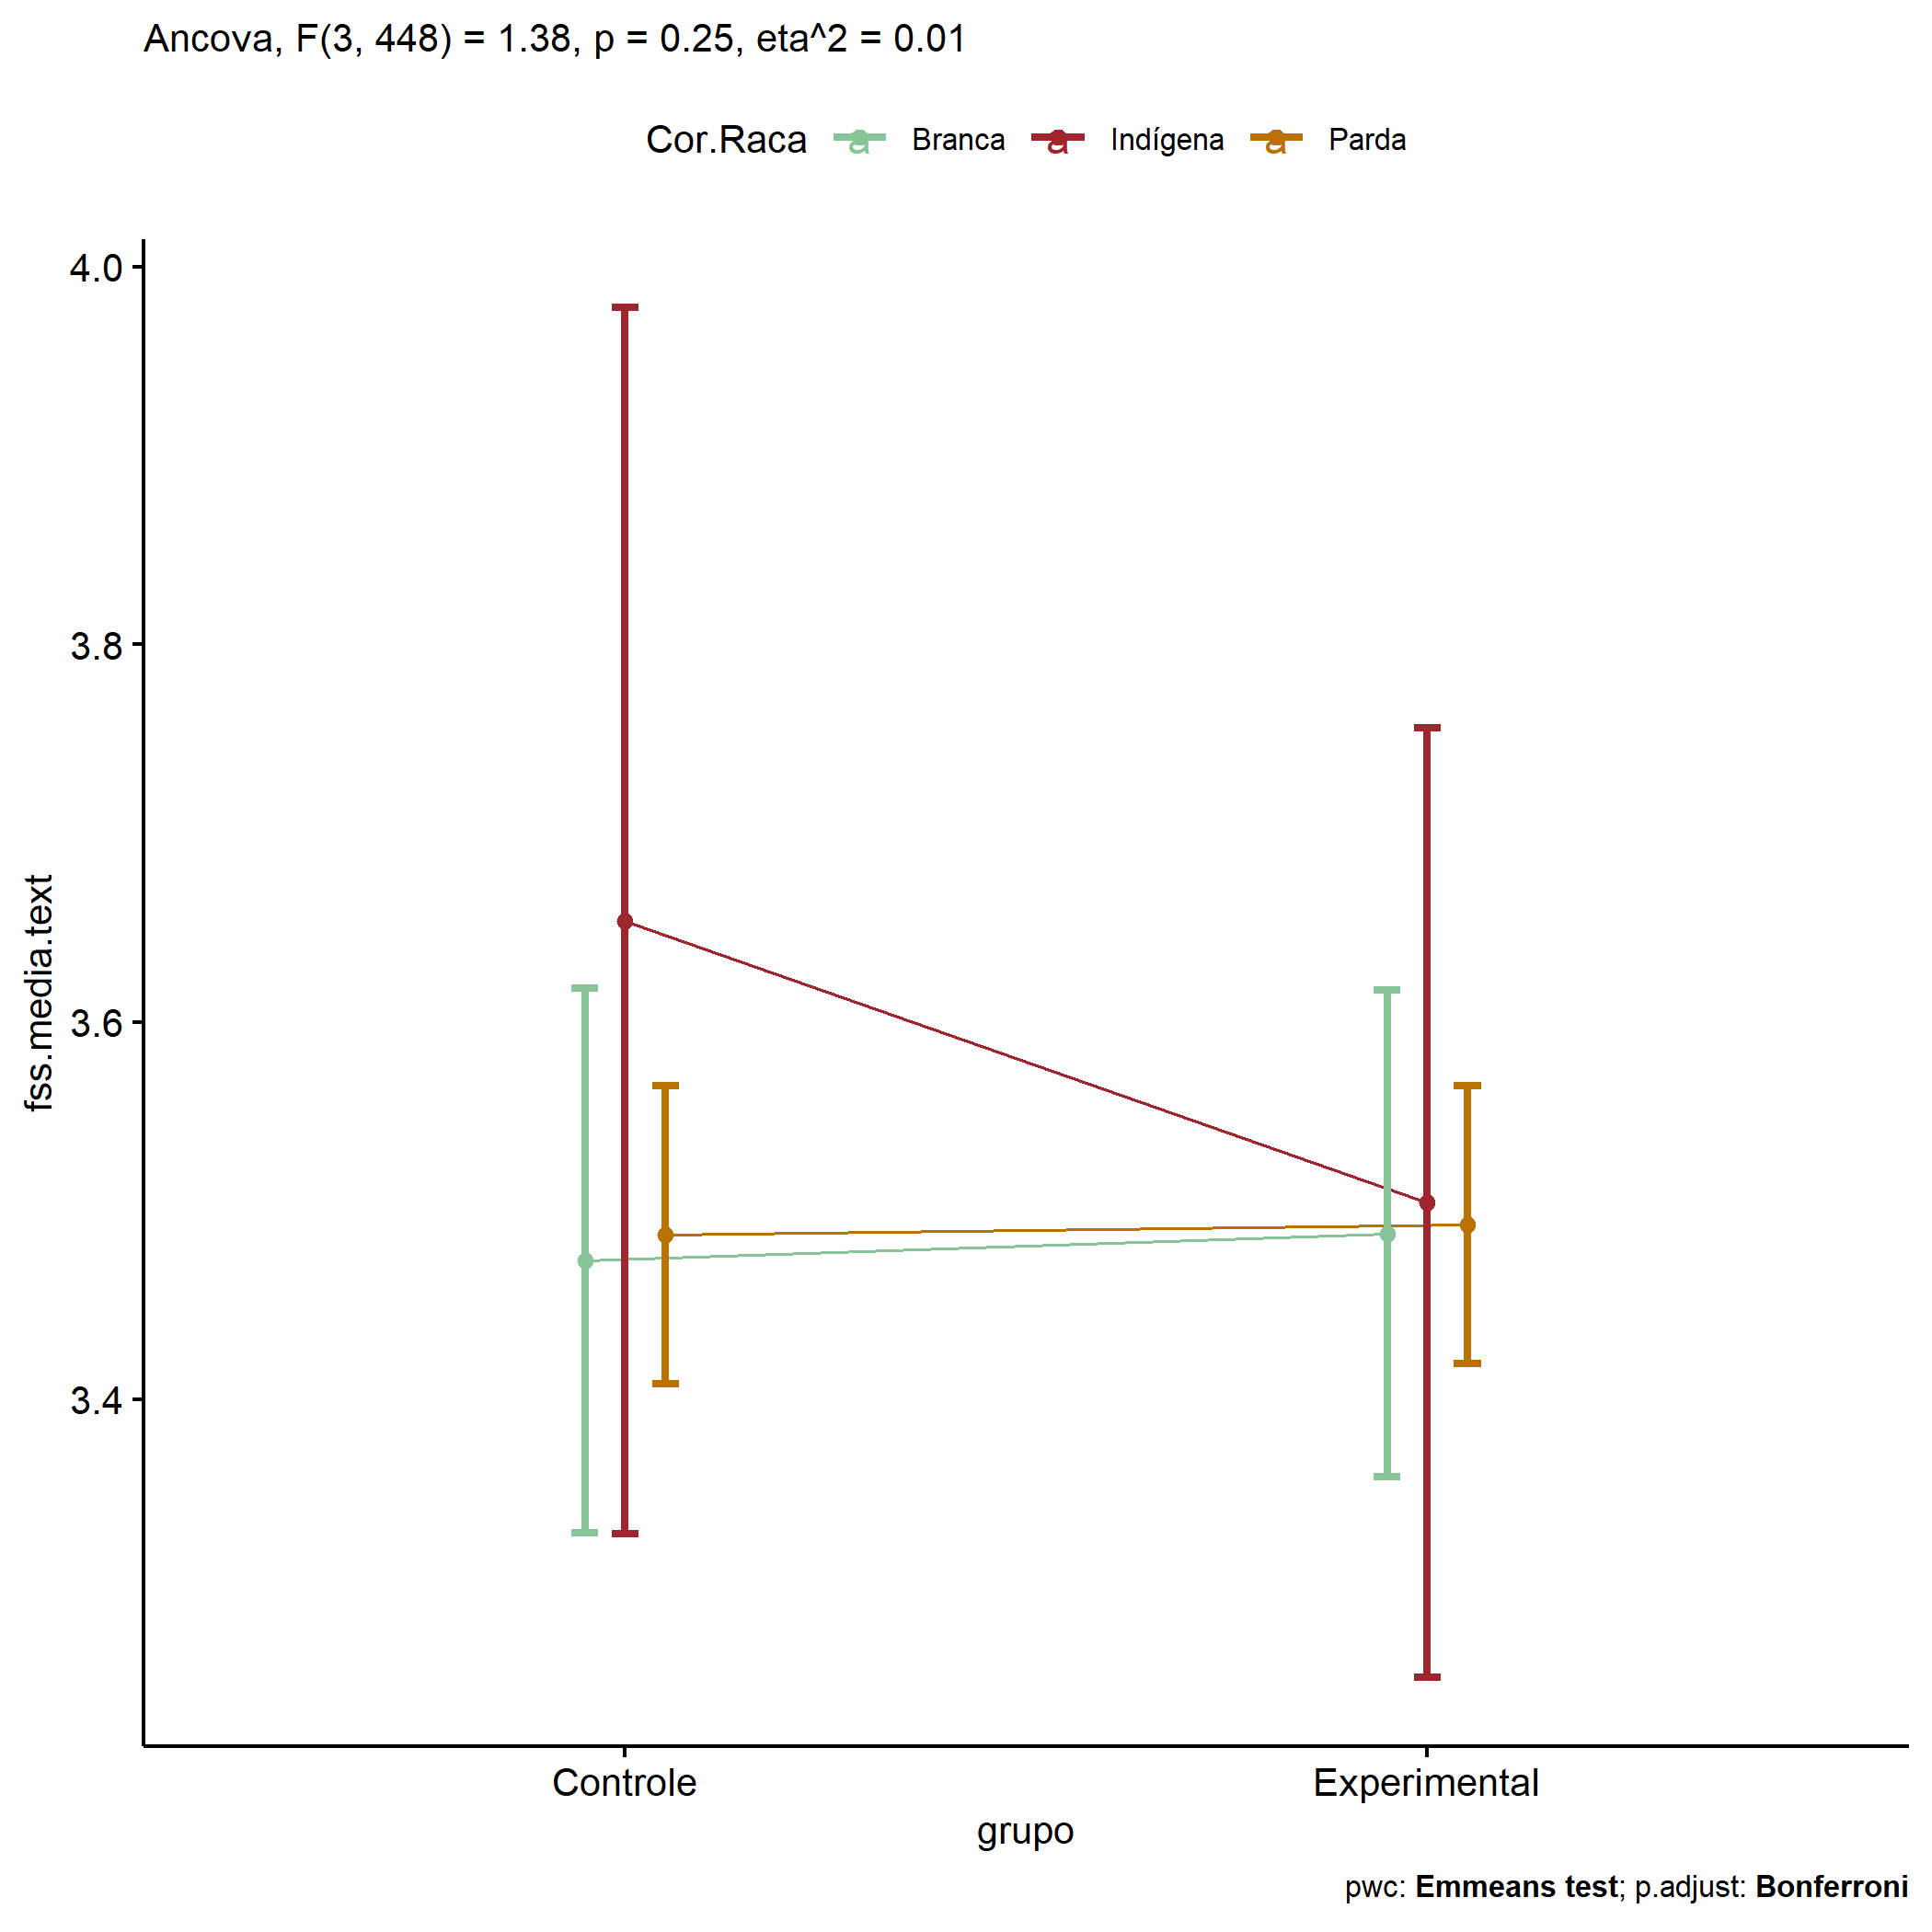 Ancova, F(3, 448) = 1.38, p = 0.25, eta^2 = 0.01
Cor.Raca a Branca a Indígena a Parda
4.0
3.8
3.6
3.4
fss.media.text
Controle Experimental
grupo
pwc: Emmeans test; p.adjust: Bonferroni